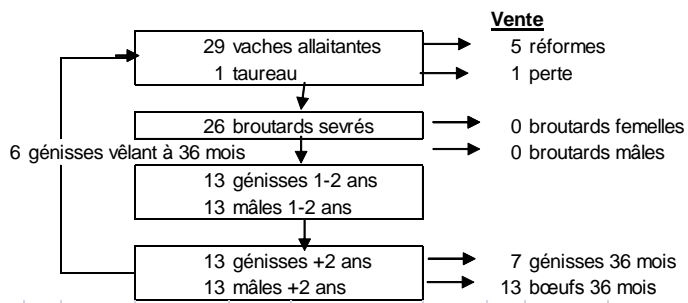 Vente
29 vaches allaitantes 5 réformes
1 taureau 1 perte
26 broutards sevrés 0 broutards femelles
6 génisses vêlant à 36 mois 0 broutards mâles
13 génisses 1-2 ans
13 mâles 1-2 ans
13 génisses +2 ans 7 génisses 36 mois
13 mâles +2 ans 13 bœufs 36 mois